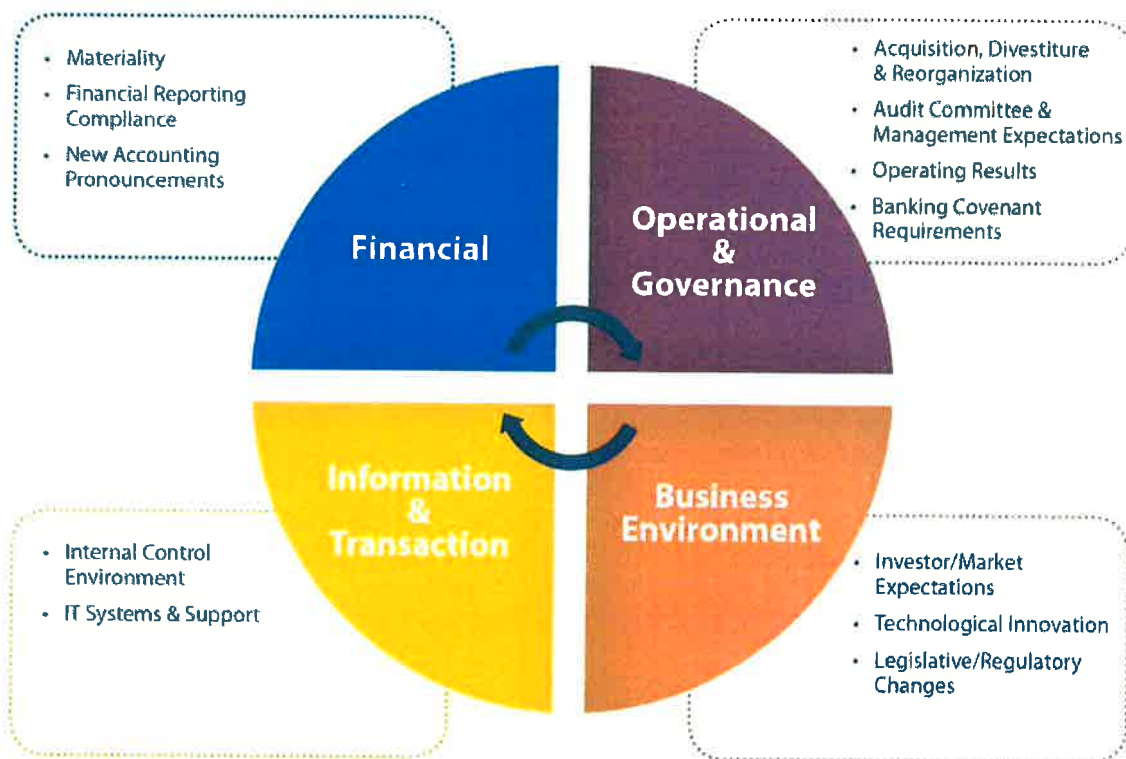 • Materiality
• Financial Reporting
Compliance
• New Accounting
Pronouncements
• Acquisition, Divestiture
& Reorganization
• Audit Committee &
Management Expectations
• Operating Results
• Banking Covenant
Requirements
Financial
Operational
&
Governance
Information
&
Transaction
Business
Environment
• Internal Control
Environment
• IT Systems & Support
• Investor/Market
Expectations
• Technological Innovation
• Legislative/Regulatory
Changes